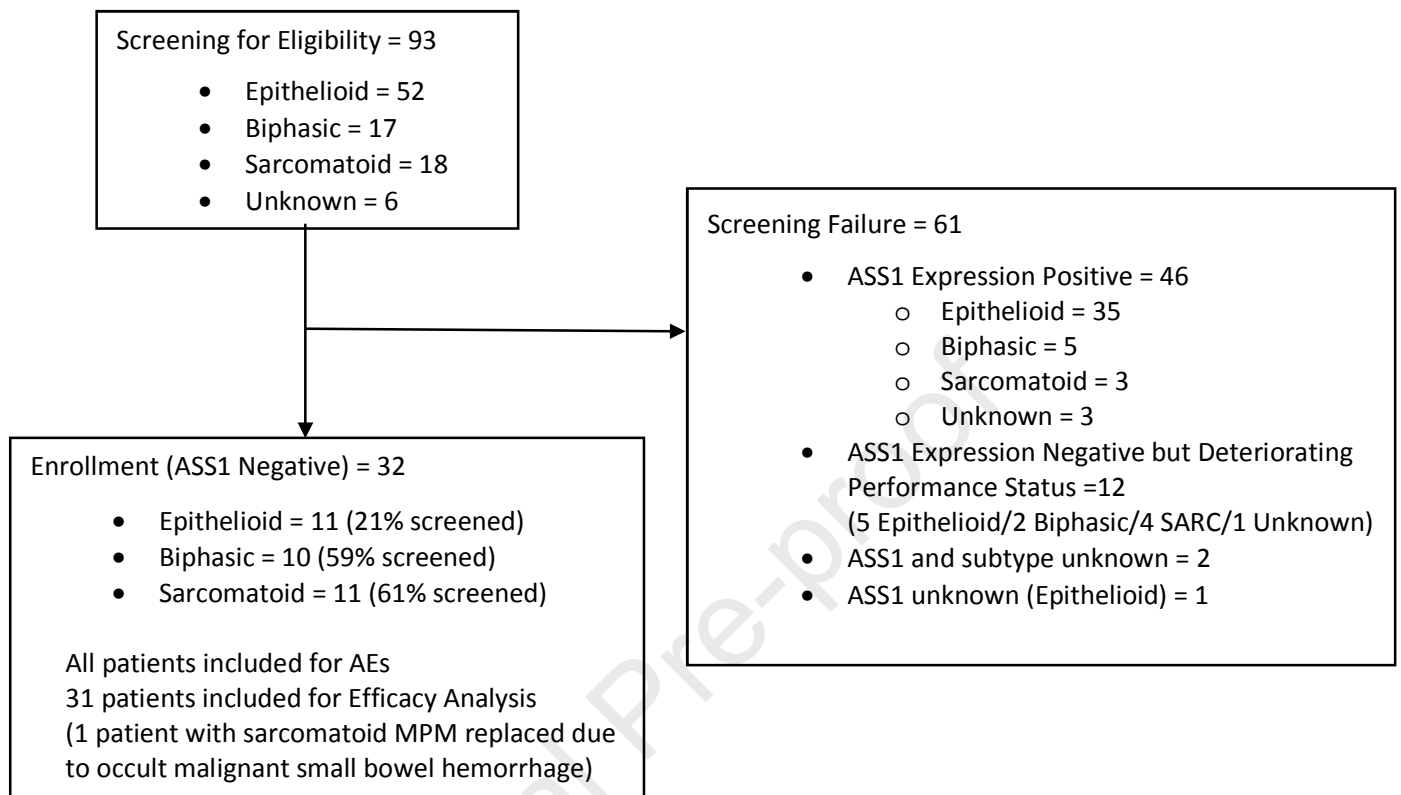 Screening for Eligibility = 93
• Epithelioid = 52
• Biphasic = 17
• Sarcomatoid = 18
• Unknown = 6
Screening Failure = 61
• ASS1 Expression Positive = 46
o Epithelioid = 35
o Biphasic = 5
o Sarcomatoid = 3
o Unknown = 3
• ASS1 Expression Negative but Deteriorating
Performance Status =12
(5 Epithelioid/2 Biphasic/4 SARC/1 Unknown)
• ASS1 and subtype unknown = 2
• ASS1 unknown (Epithelioid) = 1
Enrollment (ASS1 Negative) = 32
• Epithelioid = 11 (21% screened)
• Biphasic = 10 (59% screened)
• Sarcomatoid = 11 (61% screened)
All patients included for AEs
31 patients included for Efficacy Analysis
(1 patient with sarcomatoid MPM replaced due
to occult malignant small bowel hemorrhage)
Pre-proof